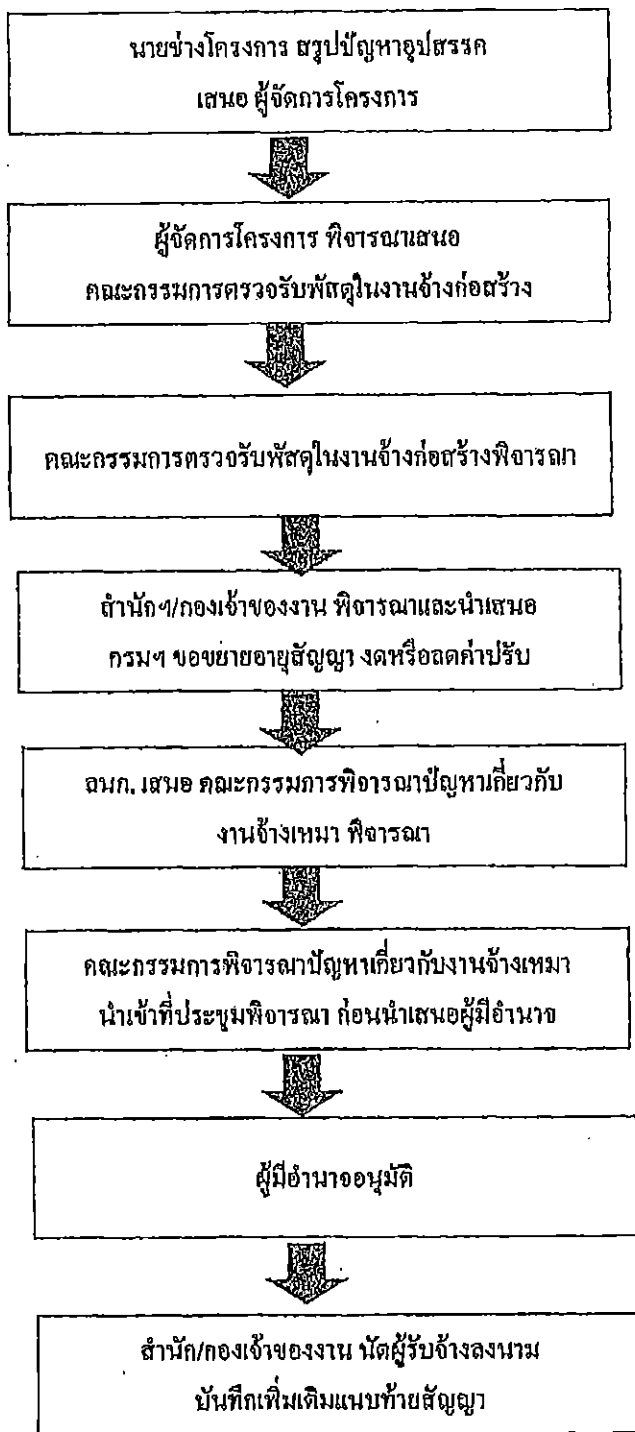 นายช่างโครงการ สรุปปัญหาอุปสรรค
เสนอ ผู้จัดการโครงการ
ผู้จัดการโครงการ พิจารณาเสนอ
คณะกรรมการตรวจรับพัสดุในงานจ้างก่อสร้าง
คณะกรรมการตรวจรับพัสดุในงานจ้างก่อสร้างพิจารณา
สำนักฯ/กองเจ้าของงาน พิจารณาและนำเสนอ
กรมฯ ขอขยายอายุสัญญา งดหรือลดค่าปรับ
ลนก. เสนอ คณะกรรมการพิจารณาปัญหาเกี่ยวกับ
งานจ้างเหมา พิจารณา
คณะกรรมการพิจารณาปัญหาเกี่ยวกับงานจ้างเหมา
นำเข้าที่ประชุมพิจารณา ก่อนนำเสนอผู้มีอำนาจ
ผู้มีอำนาจอนุมัติ
สำนัก/กองเจ้าของงาน นัดผู้รับจ้างลงนาม
บันทึกเพิ่มเติมแนบท้ายสัญญา